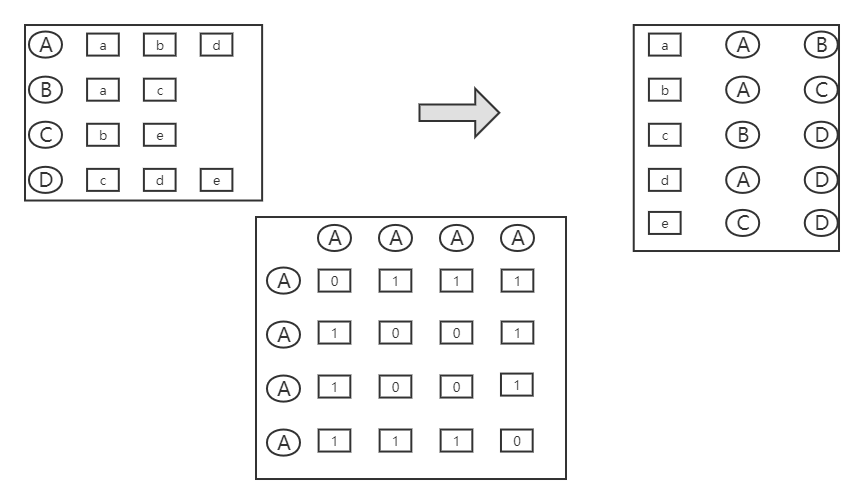 A a b d
B a c
C b e
D c d e
a A B
b A C
c B D
d A D
e C D
A A A A
A 0 1 1 1
A 1 0 0 1
A 1 0 0 1
A 1 1 1 0